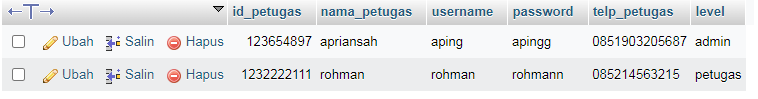 id_petugas nama_petugas username password telp_petugas level
Ubah Salin Hapus 123654897 apriansah aping apingg 0851903205687 admin
Ubah Salin Hapus 1232222111 rohman rohman rohmann 085214563215 petugas